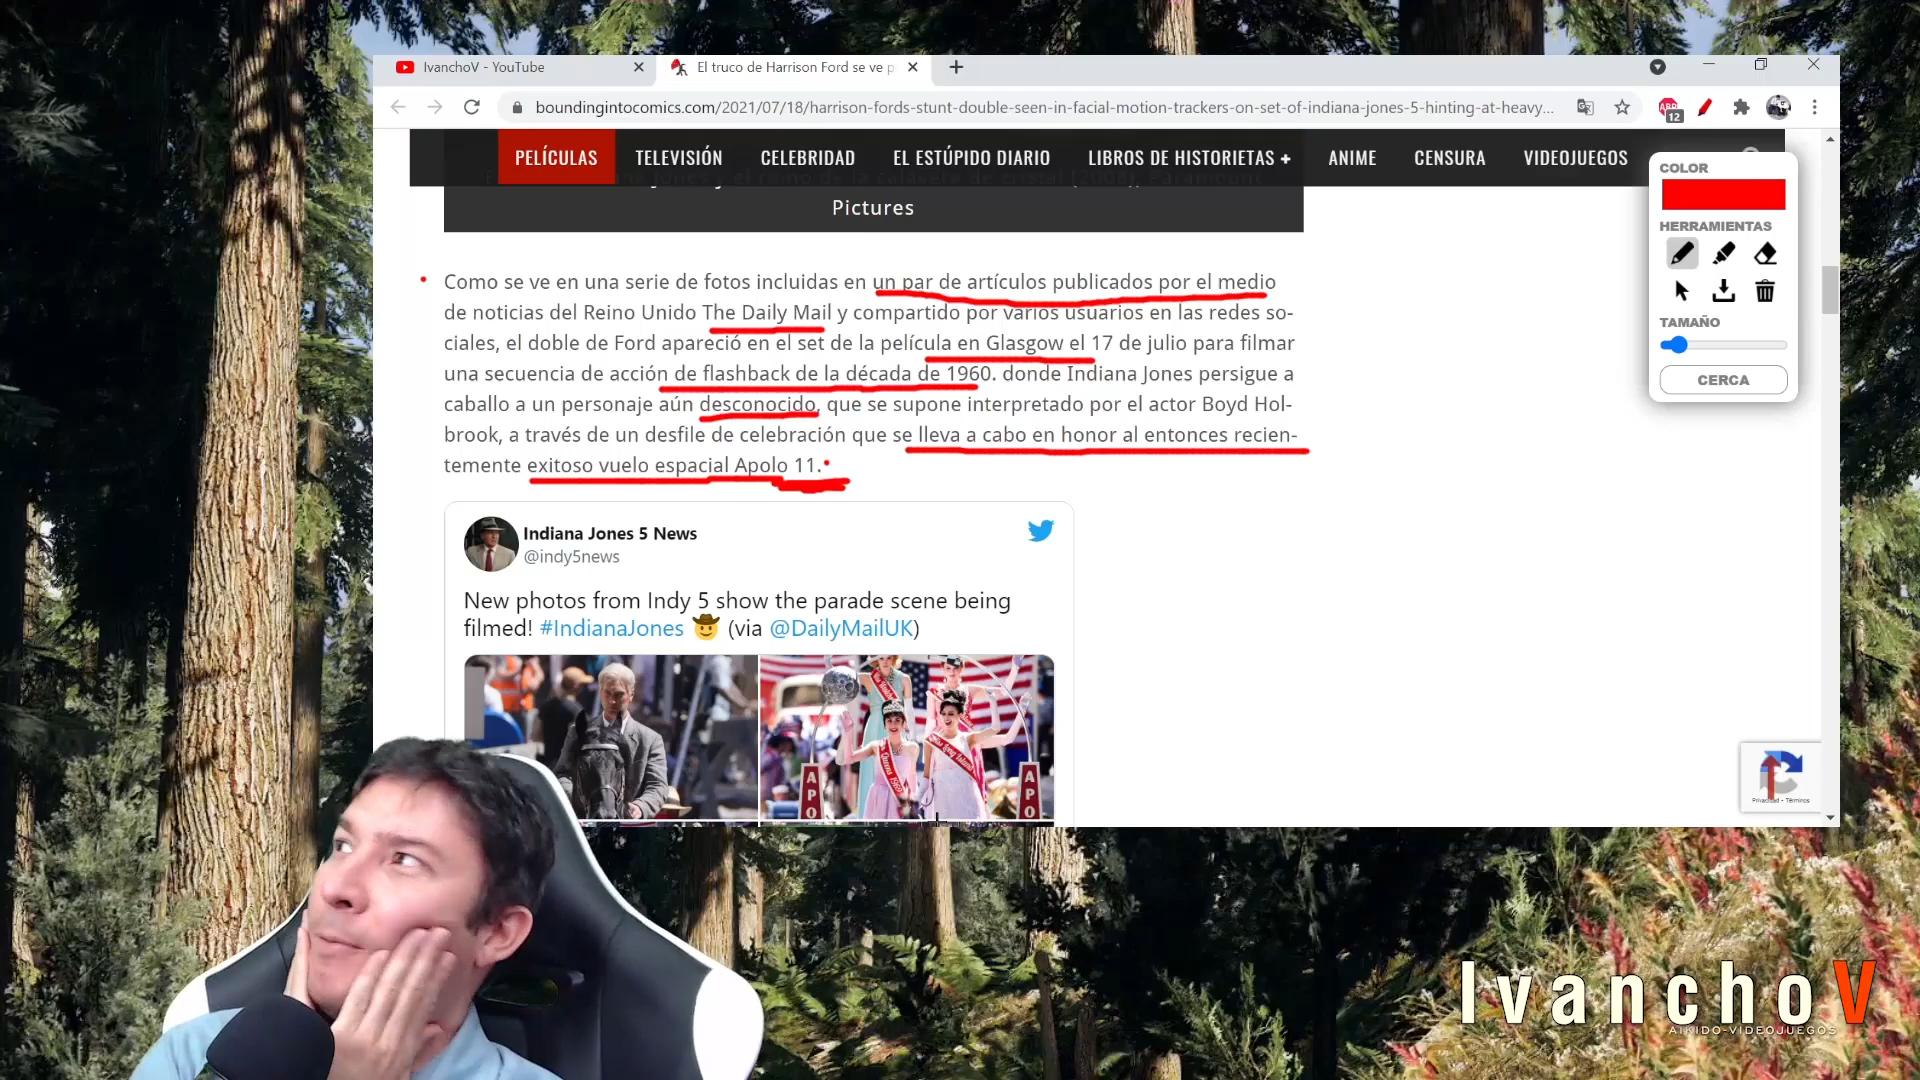 IvanchoV - YouTube
El truco de Harrison Ford se ve p
boundingintocomics.com/2021/07/18/harrison-fords-stunt-double-seen-in-facial-motion-trackers-on-set-of-indiana-jones-5-hinting-at-heavy...
12
PELÍCULAS
TELEVISIÓN
CELEBRIDAD
EL ESTÚPIDO DIARIO
LIBROS DE HISTORIETAS +
ANIME
CENSURA
VIDEOJUEGOS
Pictures
COLOR
HERRAMIENTAS
TAMAÑO
CERCA
Como se ve en una serie de fotos incluidas en un par de artículos publicados por el medio
de noticias del Reino Unido The Daily Mail y compartido por varios usuarios en las redes so-
ciales, el doble de Ford apareció en el set de la película en Glasgow el 17 de julio para filmar
una secuencia de acción de flashback de la década de 1960. donde Indiana Jones persigue a
caballo a un personaje aún desconocido, que se supone interpretado por el actor Boyd Hol-
brook, a través de un desfile de celebración que se lleva a cabo en honor al entonces recien-
temente exitoso vuelo espacial Apolo 11.
Indiana Jones 5 News
@indy5news
New photos from Indy 5 show the parade scene being
filmed! #IndianaJones 🤠 (via @DailyMailUK)
APO
APO
Privacidad • Términos
IvanchoV
AIKIDO-VIDEOJUEGOS